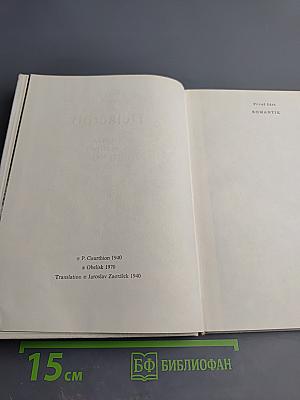 © P. Courthion 1940
© Obelisk 1970
Translation © Jaroslav Zaorálek 1940
První část
ROMANTIK
15 см
БФ БИБЛИОФАН